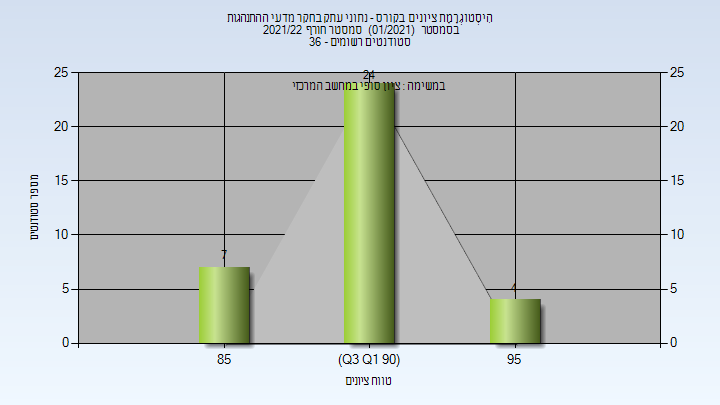 היסטוגרמת ציונים בקורס - נתוני עתק בחקר מדעי ההתנהגות
בסמסטר (01/2021) סמסטר חורף 2021/22
סטודנטים רשומים - 36
במשימה : ציון סופי במחשב המרכזי
מספר סטודנטים
25
20
15
10
5
0
25
20
15
10
5
0
7
24
4
85
(Q3 Q1 90)
95
טווח ציונים